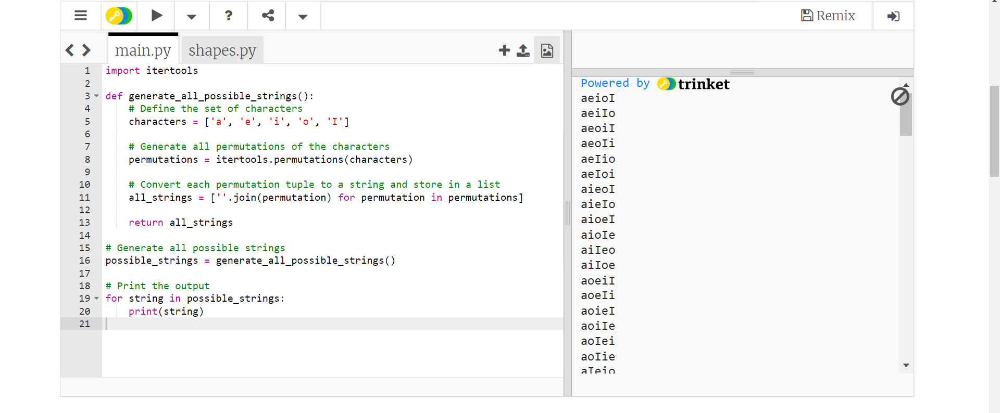 ? Remix
main.py shapes.py
1 import itertools
2
3 def generate_all_possible_strings():
4     # Define the set of characters
5     characters = ['a', 'e', 'i', 'o', 'I']
6
7     # Generate all permutations of the characters
8     permutations = itertools.permutations(characters)
9
10     # Convert each permutation tuple to a string and store in a list
11     all_strings = [''.join(permutation) for permutation in permutations]
12
13     return all_strings
14
15 # Generate all possible strings
16 possible_strings = generate_all_possible_strings()
17
18 # Print the output
19 for string in possible_strings:
20     print(string)
21
Powered by trinket
aeioI
aeiIo
aeoiI
aeoIi
aeIio
aeIoi
aieoI
aieIo
aioeI
aioIe
aiIeo
aiIoe
aoeiI
aoeIi
aoieI
aoiIe
aoIei
aoIie
aIeio